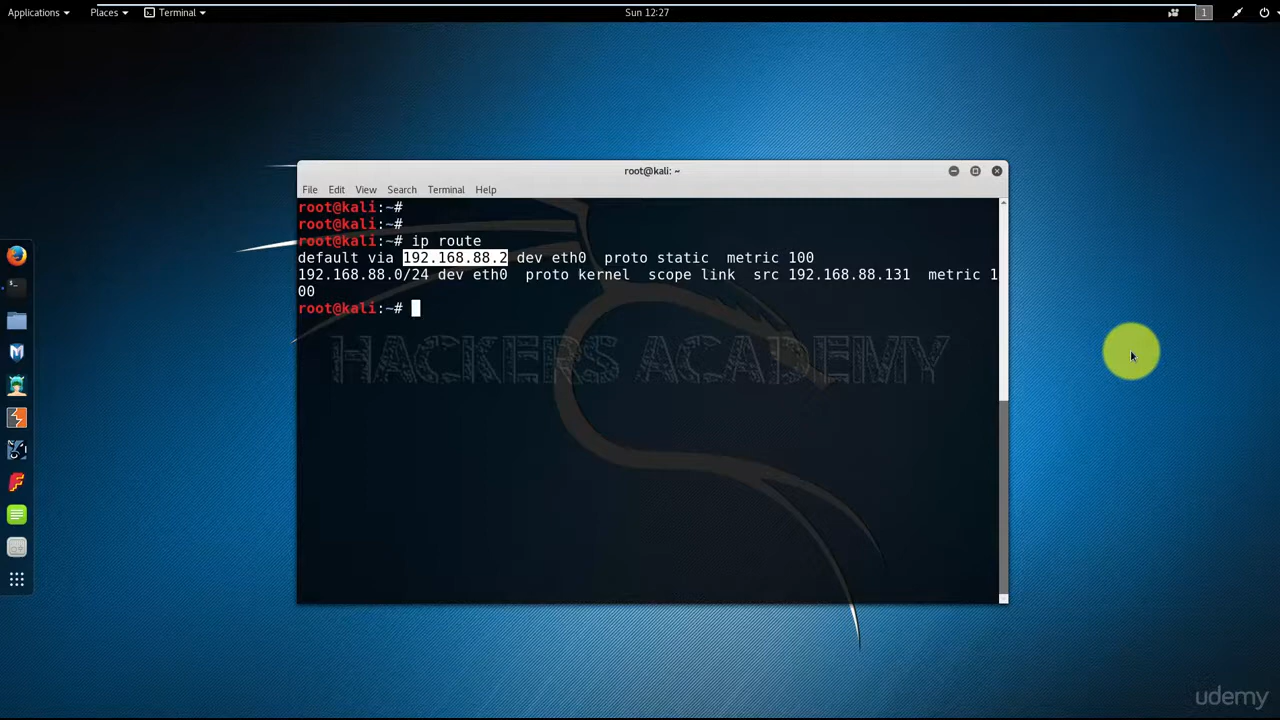 Applications Places Terminal Sun 12:27 1
root@kali: ~
File Edit View Search Terminal Help
root@kali:~#
root@kali:~#
root@kali:~# ip route
default via 192.168.88.2 dev eth0  proto static  metric 100
192.168.88.0/24 dev eth0  proto kernel  scope link  src 192.168.88.131  metric 1
00
root@kali:~#
HACKERS ACADEMY
udemy